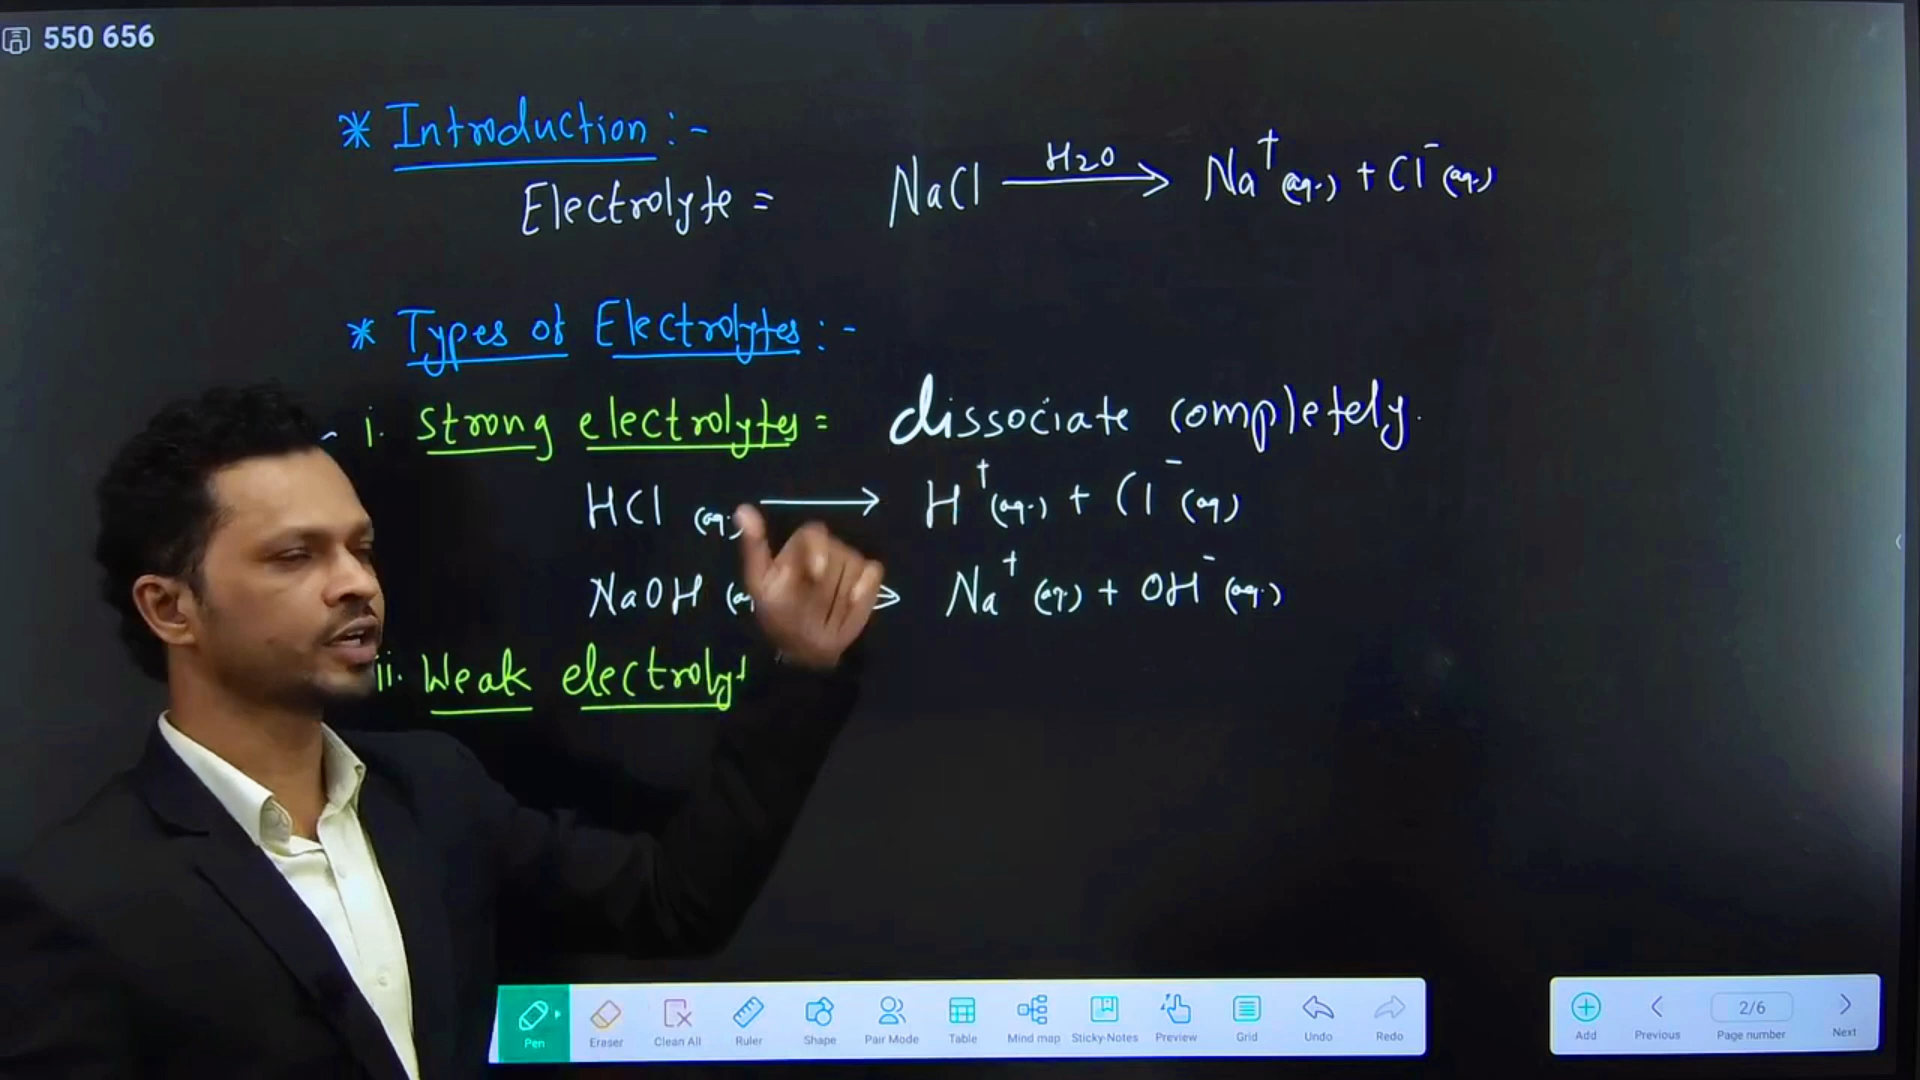 550 656
* Introduction :-
Electrolyte = NaCl H2O → Na⁺(aq.) + Cl⁻(aq.)
* Types of Electrolytes :-
i. Strong electrolytes = dissociate completely.
HCl (aq.) → H⁺(aq.) + Cl⁻(aq)
NaOH → Na⁺(aq.) + OH⁻(aq.)
ii. Weak
Pen Eraser Clean All Ruler Shape Pair Mode Table Mind map Sticky-Notes Preview Grid Undo Redo
2/6
Add Previous Page number Next